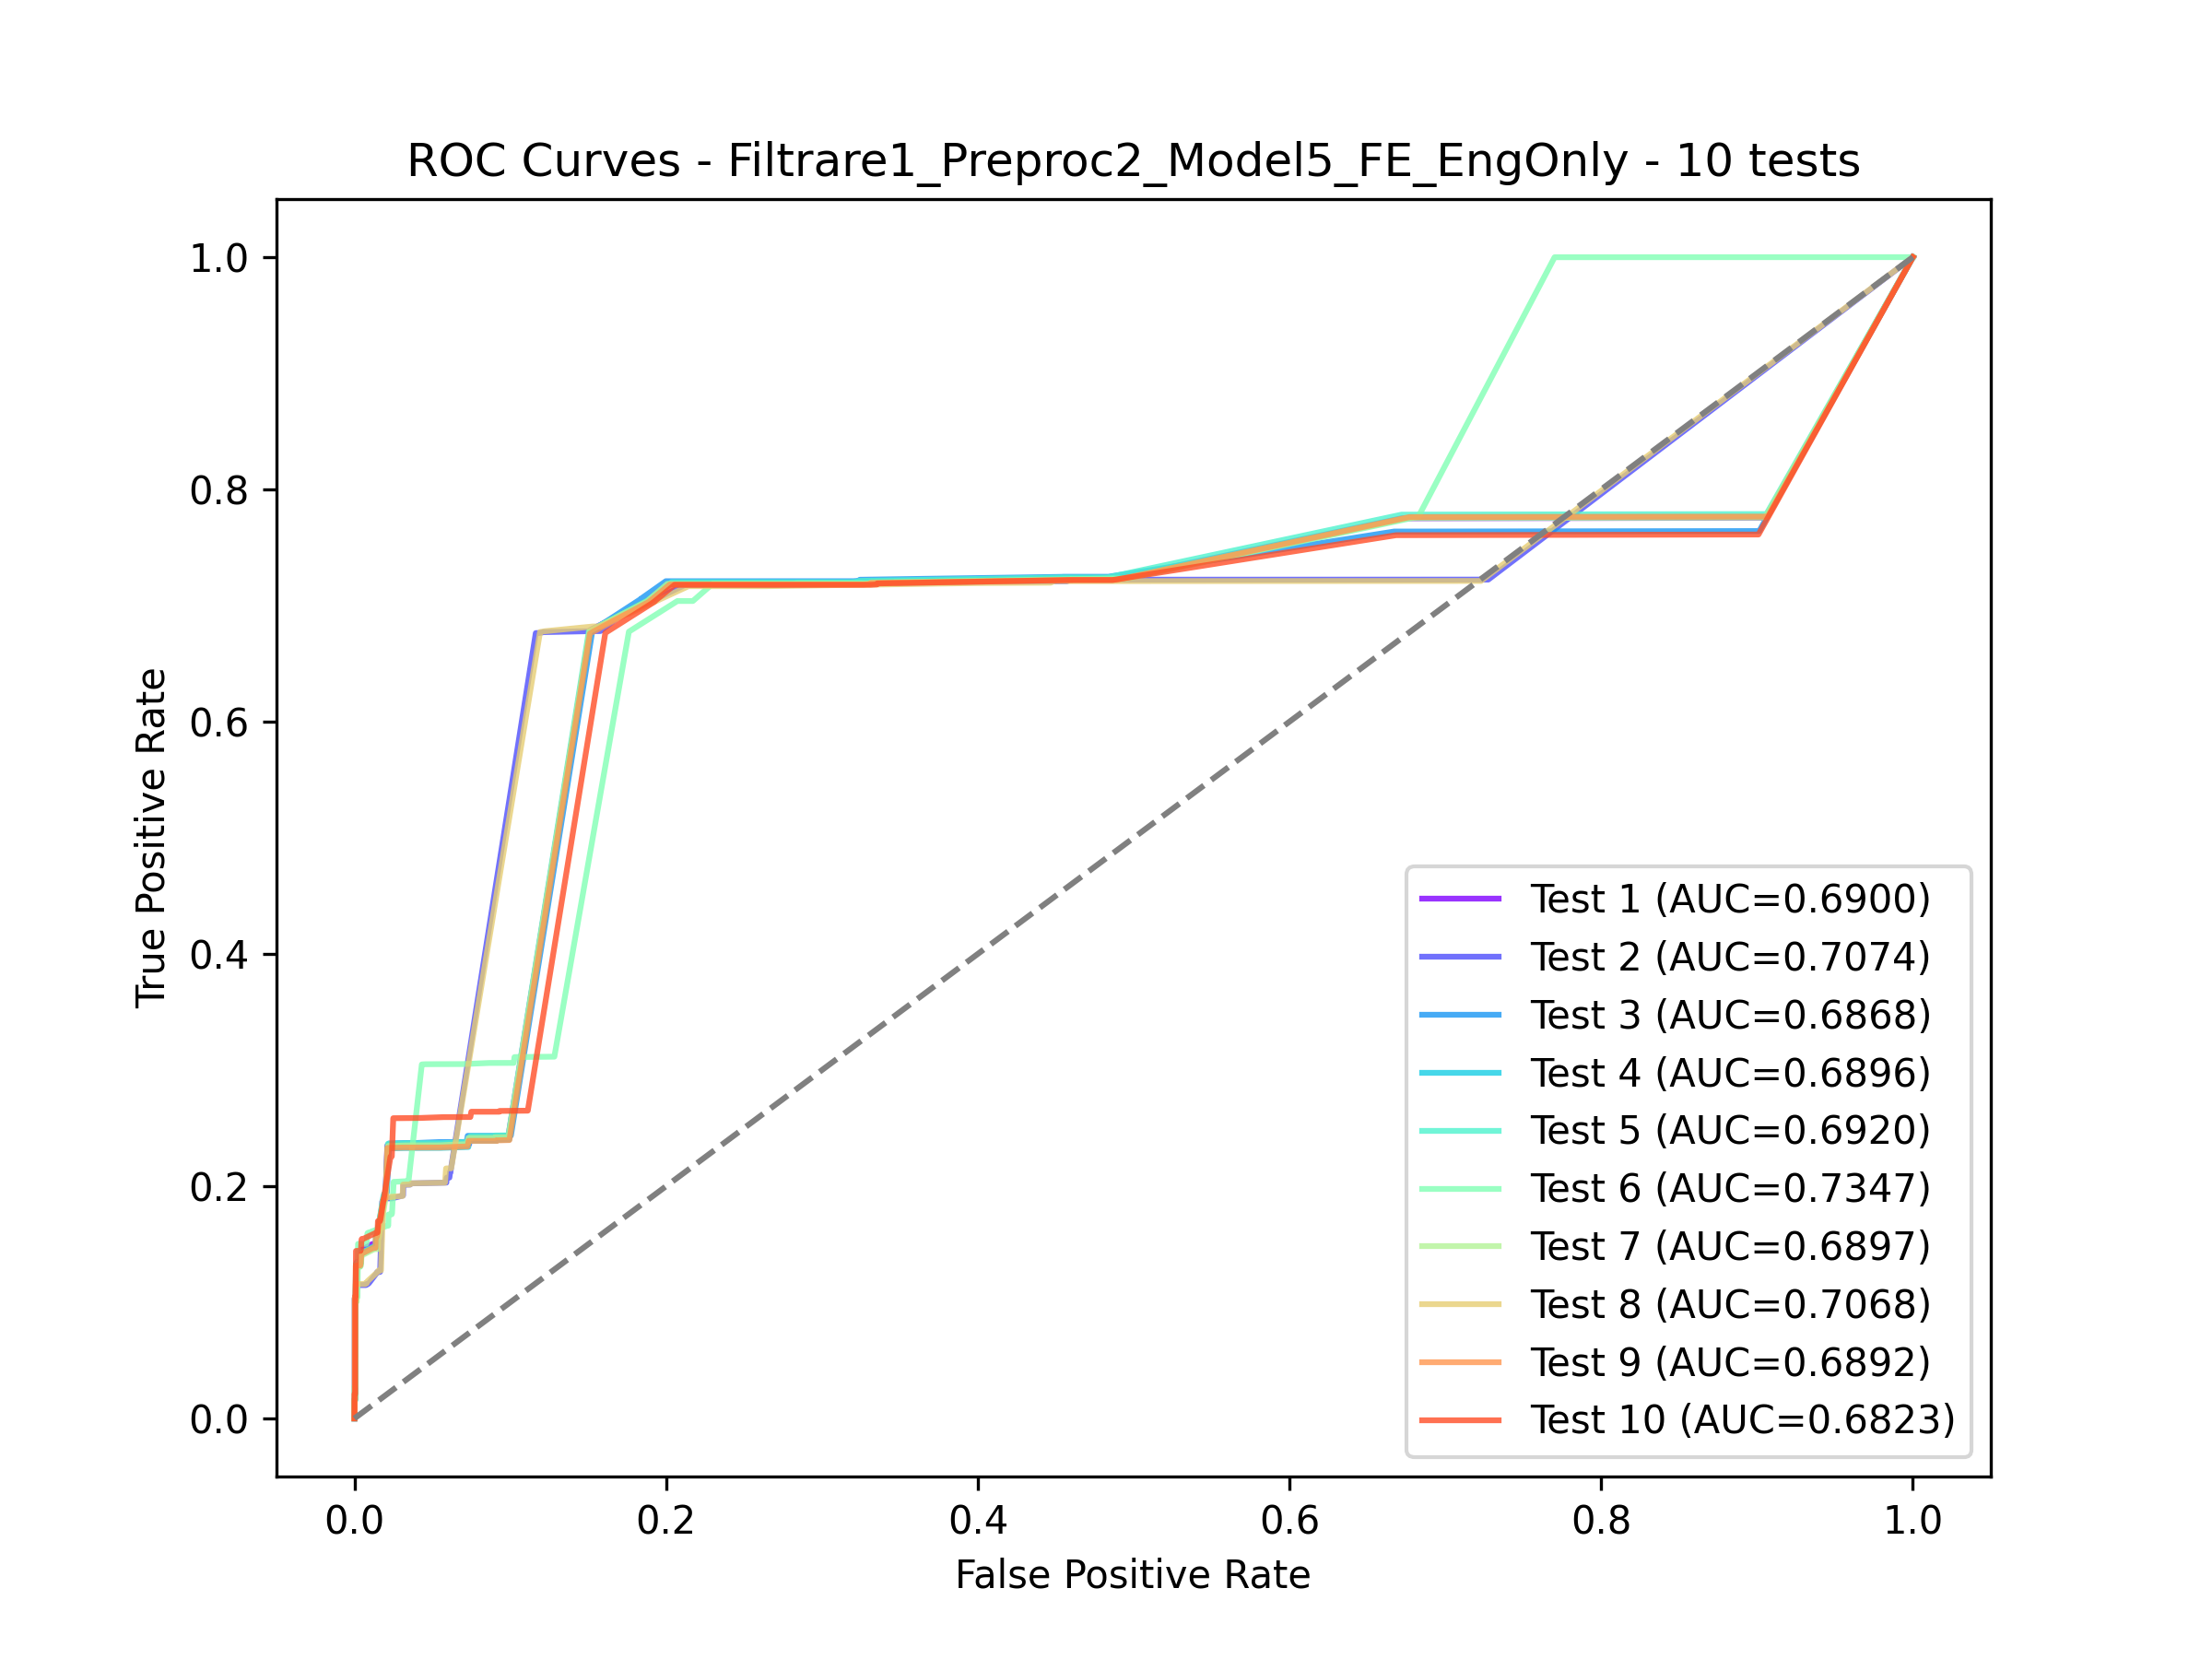 ROC Curves - Filtrare1_Preproc2_Model5_FE_EngOnly - 10 tests
True Positive Rate
1.0
0.8
0.6
0.4
0.2
0.0
0.0 0.2 0.4 0.6 0.8 1.0
False Positive Rate
Test 1 (AUC=0.6900)
Test 2 (AUC=0.7074)
Test 3 (AUC=0.6868)
Test 4 (AUC=0.6896)
Test 5 (AUC=0.6920)
Test 6 (AUC=0.7347)
Test 7 (AUC=0.6897)
Test 8 (AUC=0.7068)
Test 9 (AUC=0.6892)
Test 10 (AUC=0.6823)